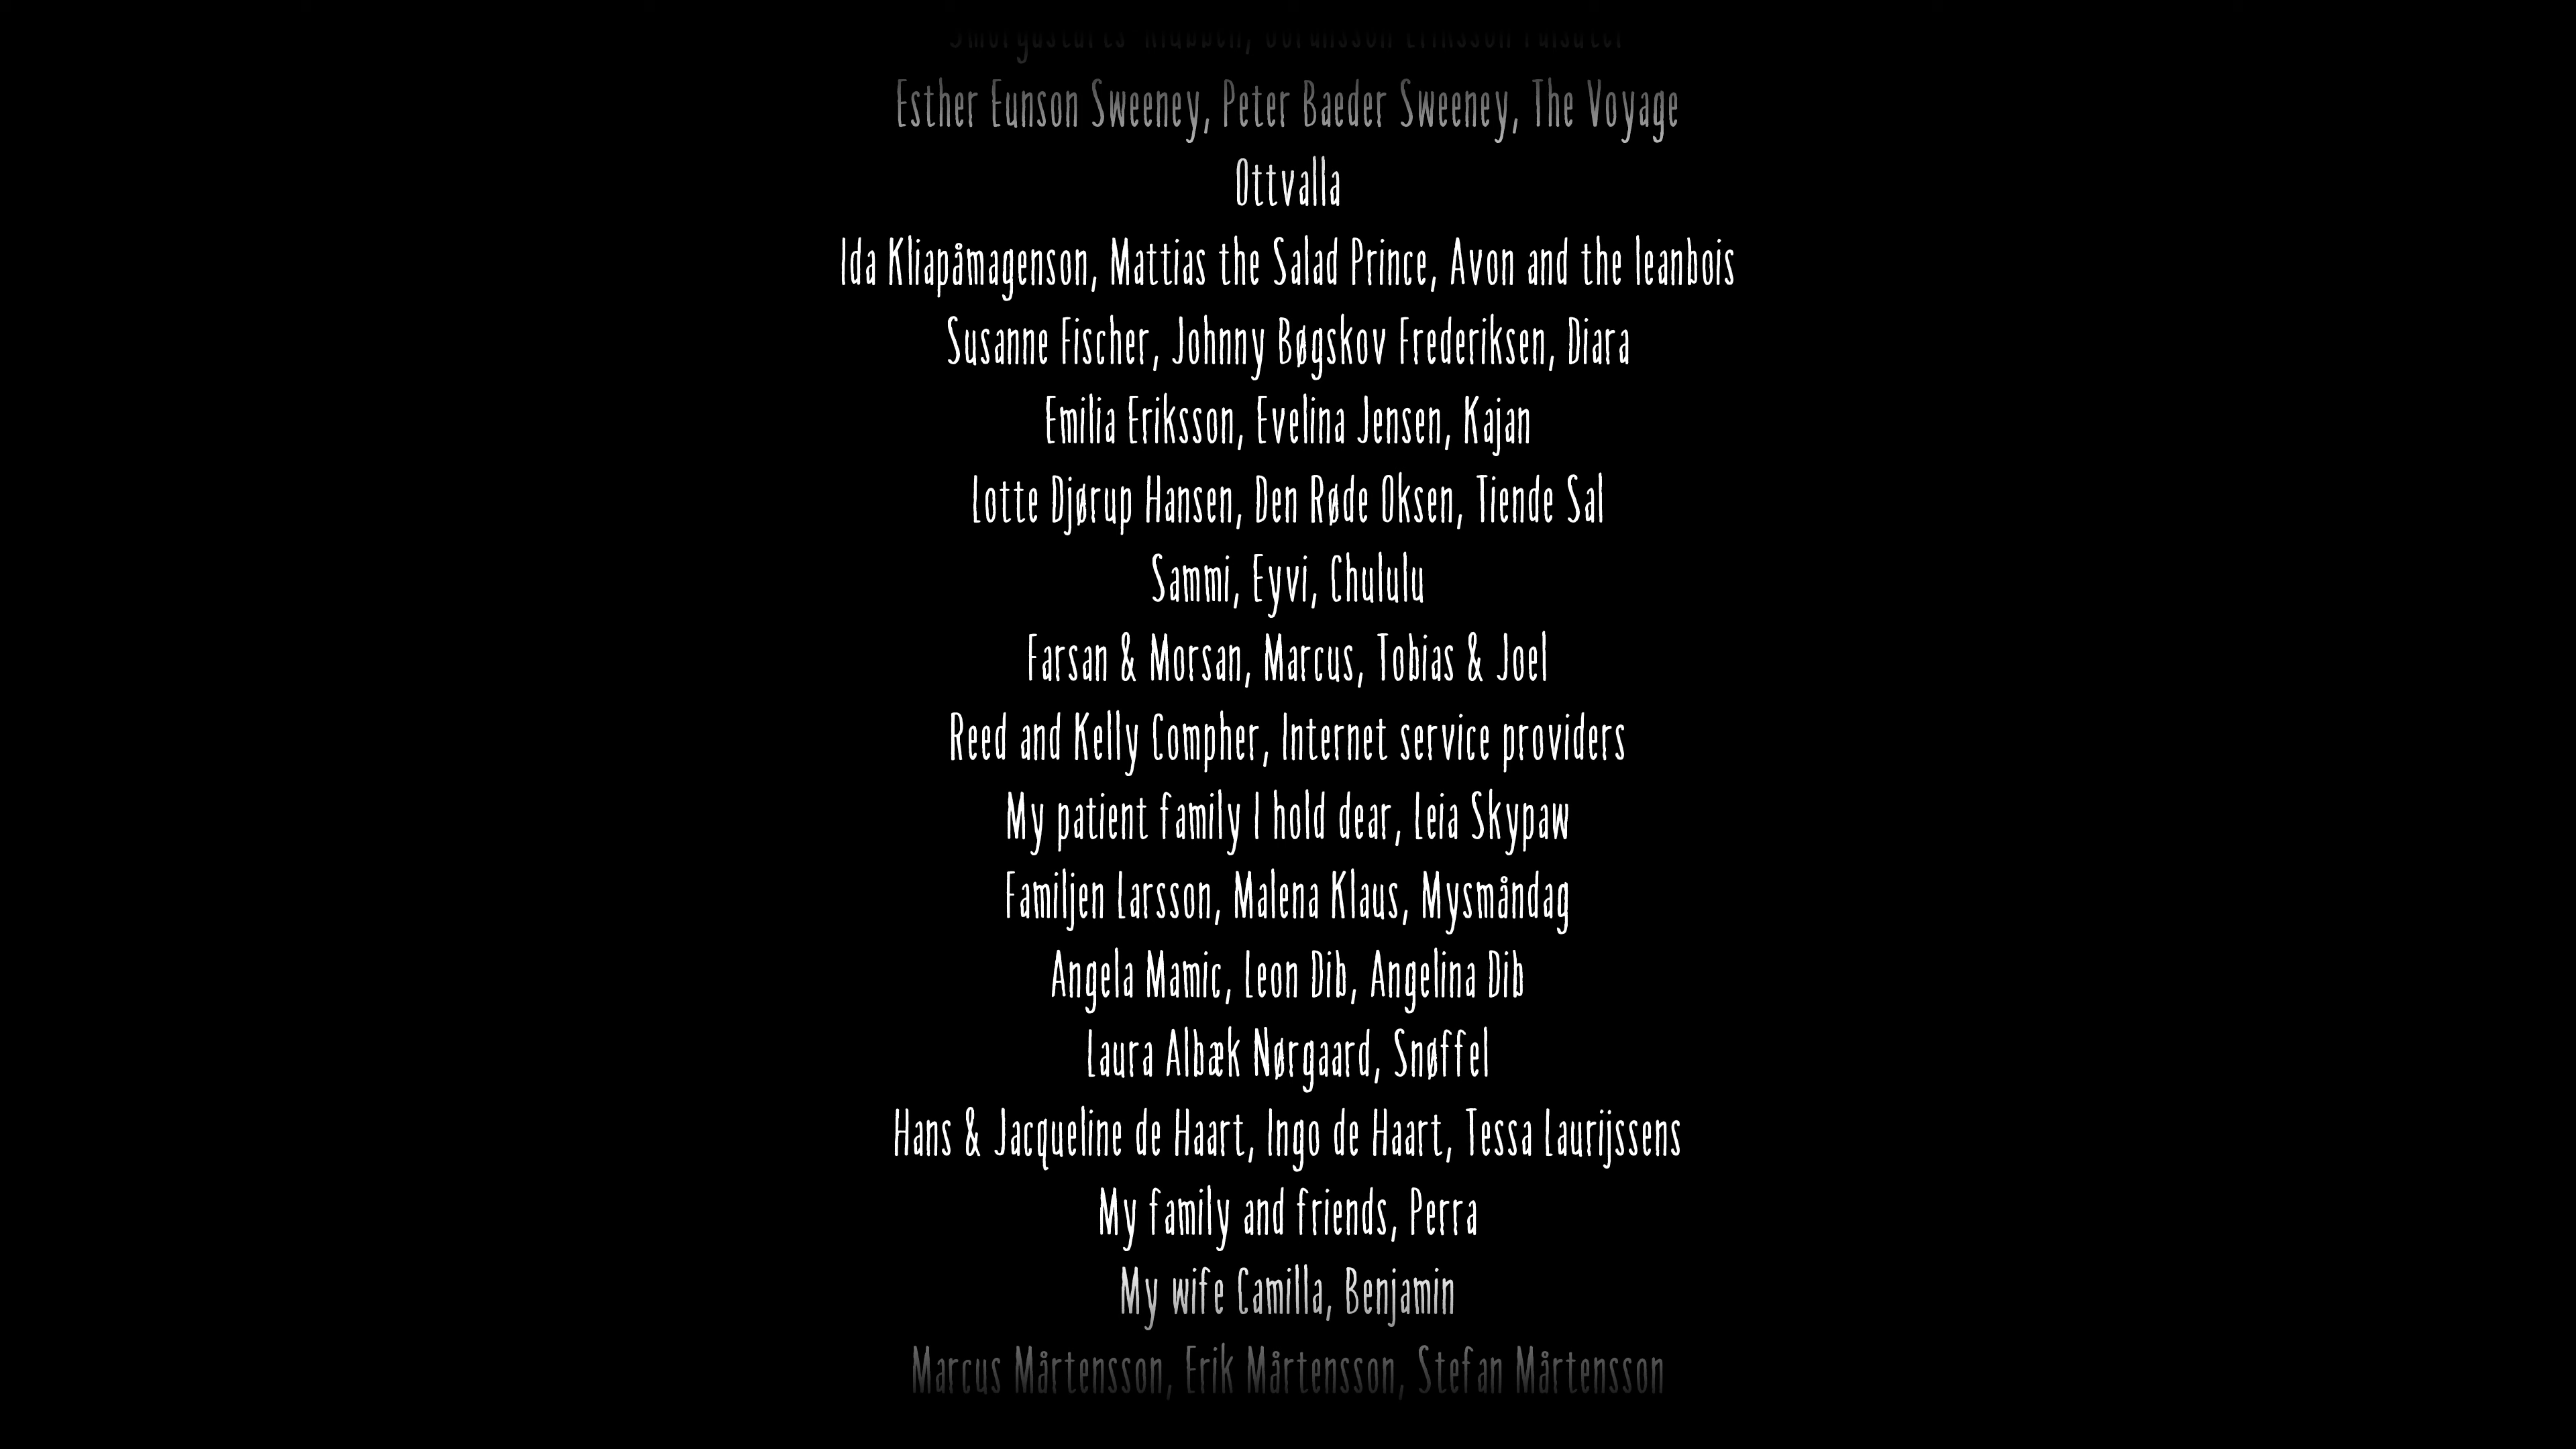 Esther Eunson Sweeney, Peter Baeder Sweeney, The Voyage
Ottvalla
Ida Kliapåmagenson, Mattias the Salad Prince, Avon and the leanbois
Susanne Fischer, Johnny Bøgskov Frederiksen, Diara
Emilia Eriksson, Evelina Jensen, Kajan
Lotte Djørup Hansen, Den Røde Oksen, Tiende Sal
Sammi, Eyvi, Chululu
Farsan & Morsan, Marcus, Tobias & Joel
Reed and Kelly Compher, Internet service providers
My patient family I hold dear, Leia Skypaw
Familjen Larsson, Malena Klaus, Mysmåndag
Angela Mamic, Leon Dib, Angelina Dib
Laura Albæk Nørgaard, Snøffel
Hans & Jacqueline de Haart, Ingo de Haart, Tessa Laurijssens
My family and friends, Perra
My wife Camilla, Benjamin
Marcus Mårtensson, Erik Mårtensson, Stefan Mårtensson